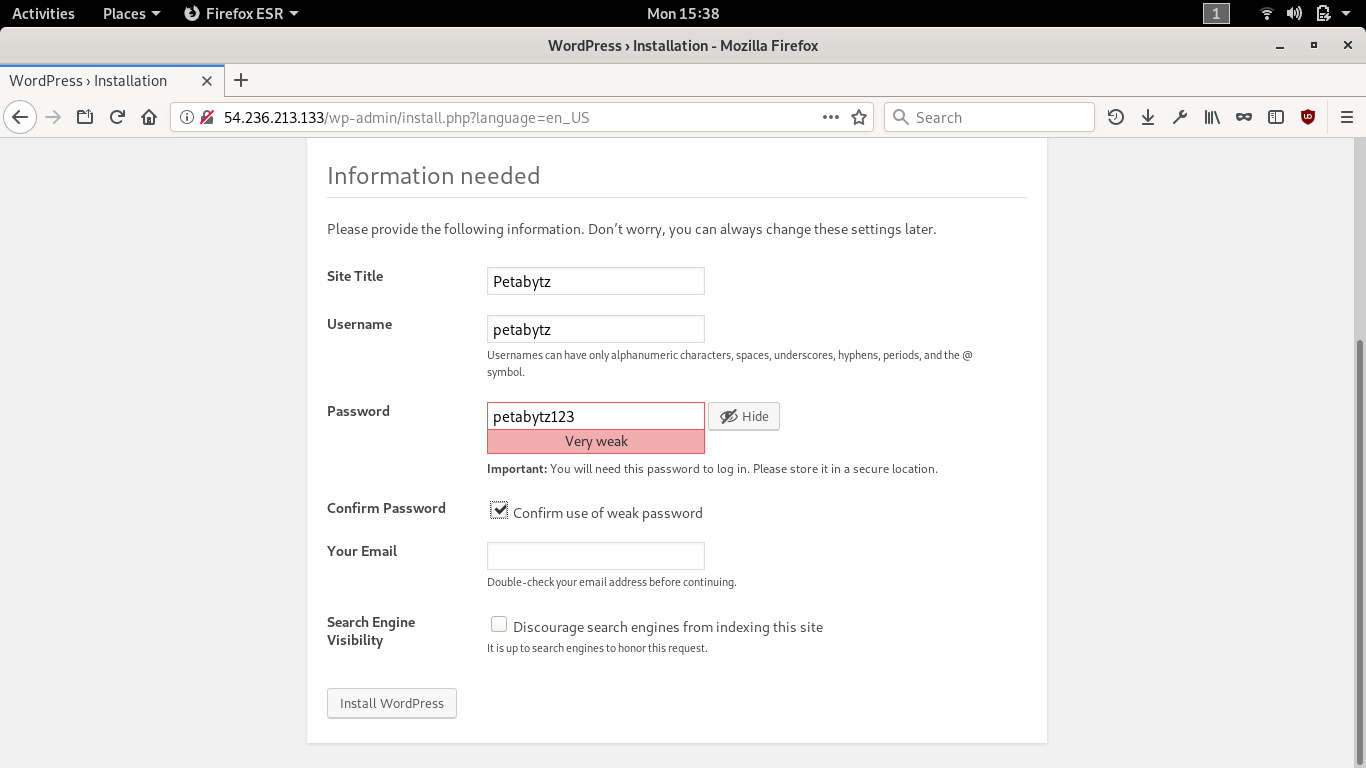 Activities Places Firefox ESR Mon 15:38 1
WordPress › Installation - Mozilla Firefox
WordPress › Installation
54.236.213.133/wp-admin/install.php?language=en_US Search
Information needed
Please provide the following information. Don’t worry, you can always change these settings later.
Site Title Petabytz
Username petabytz
Usernames can have only alphanumeric characters, spaces, underscores, hyphens, periods, and the @
symbol.
Password petabytz123 Hide
Very weak
Important: You will need this password to log in. Please store it in a secure location.
Confirm Password Confirm use of weak password
Your Email
Double-check your email address before continuing.
Search Engine
Visibility
Discourage search engines from indexing this site
It is up to search engines to honor this request.
Install WordPress